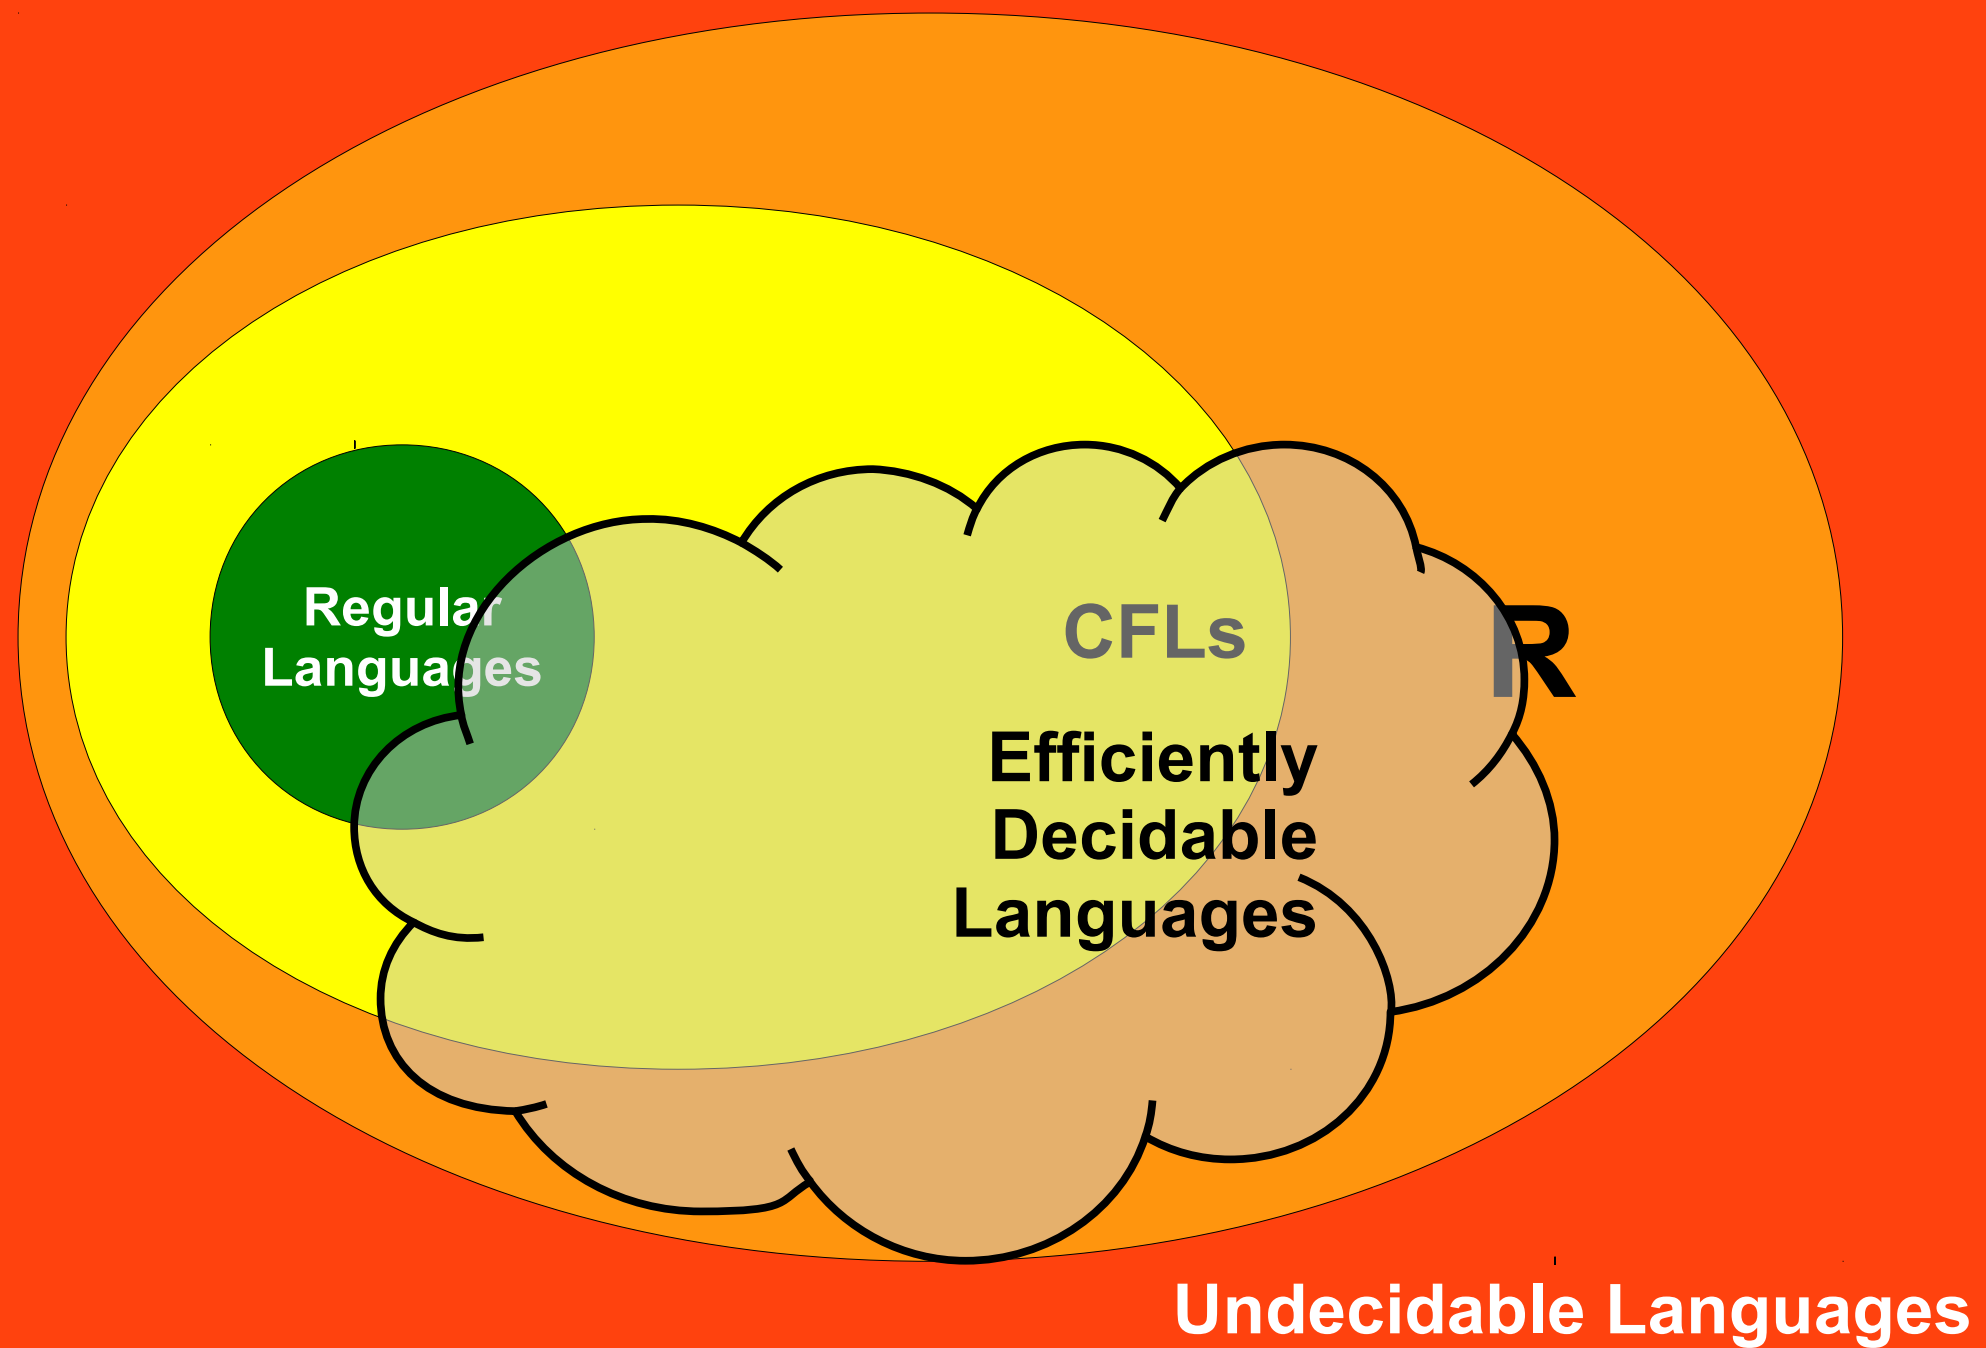 Regular
Languages
CFLs
R
Efficiently
Decidable
Languages
Undecidable Languages